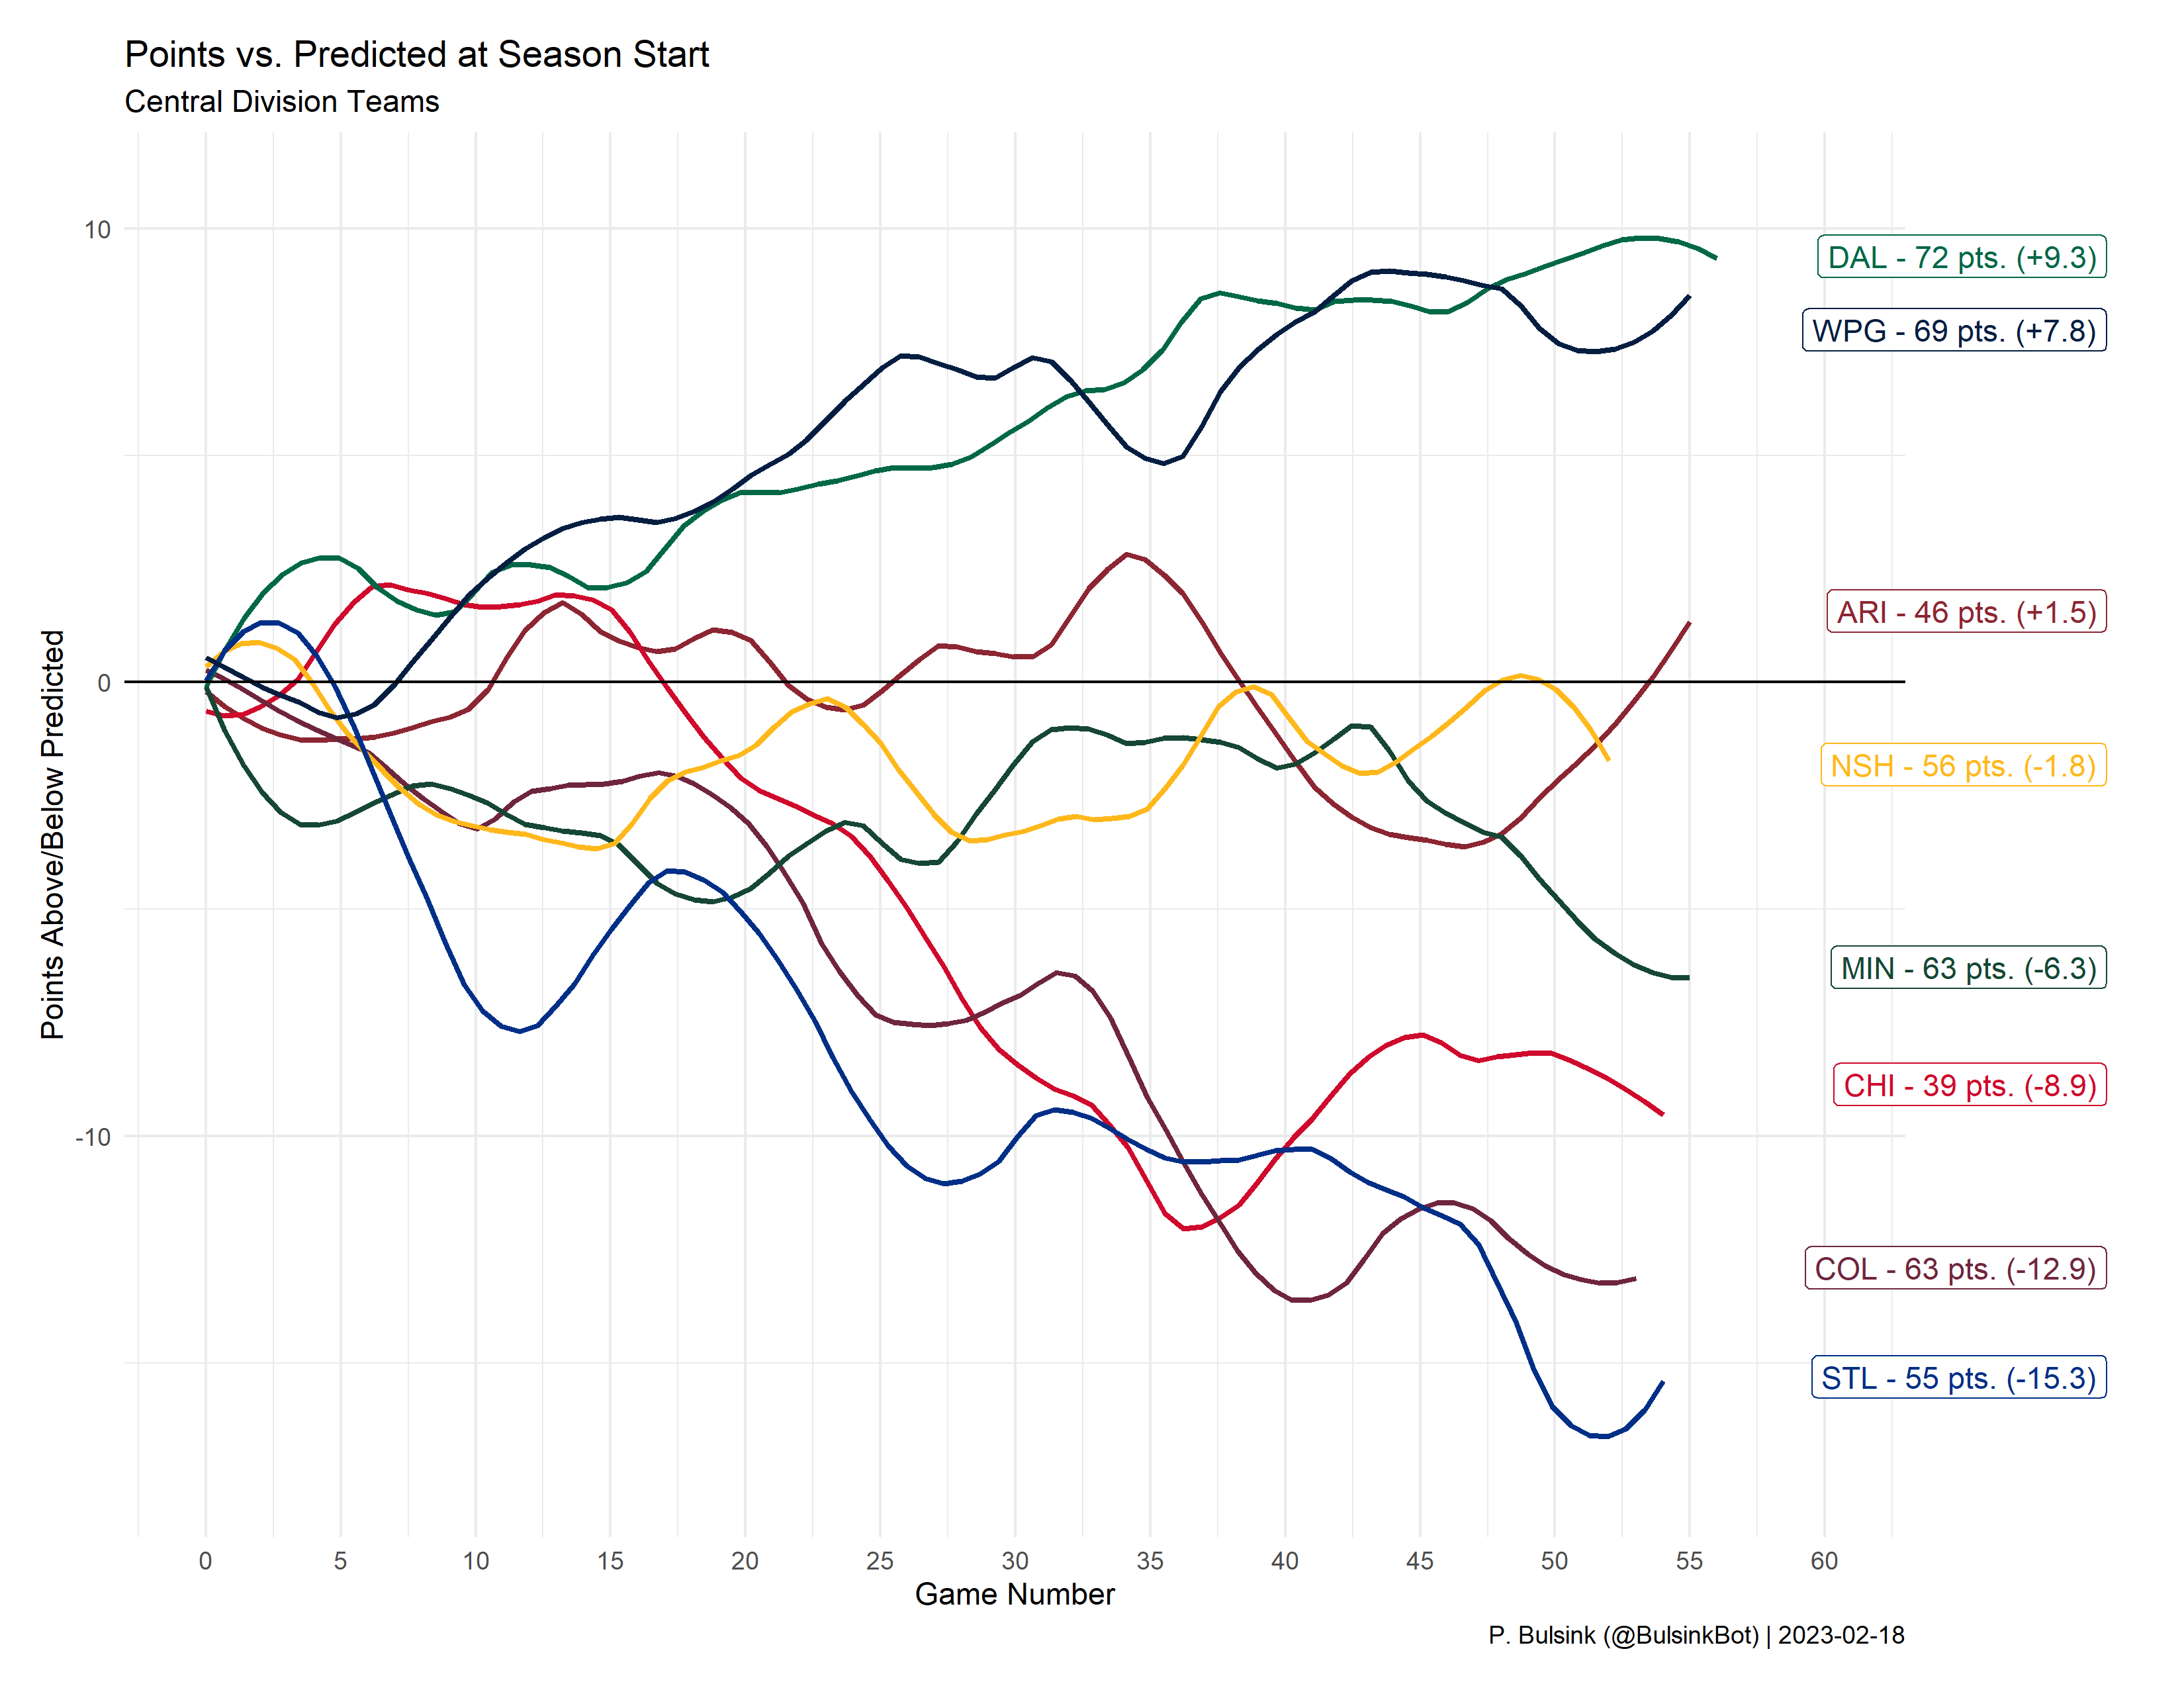 Points vs. Predicted at Season Start
Central Division Teams
Points Above/Below Predicted
10
0
-10
DAL - 72 pts. (+9.3)
WPG - 69 pts. (+7.8)
ARI - 46 pts. (+1.5)
NSH - 56 pts. (-1.8)
MIN - 63 pts. (-6.3)
CHI - 39 pts. (-8.9)
COL - 63 pts. (-12.9)
STL - 55 pts. (-15.3)
0 5 10 15 20 25 30 35 40 45 50 55 60
Game Number
P. Bulsink (@BulsinkBot) | 2023-02-18